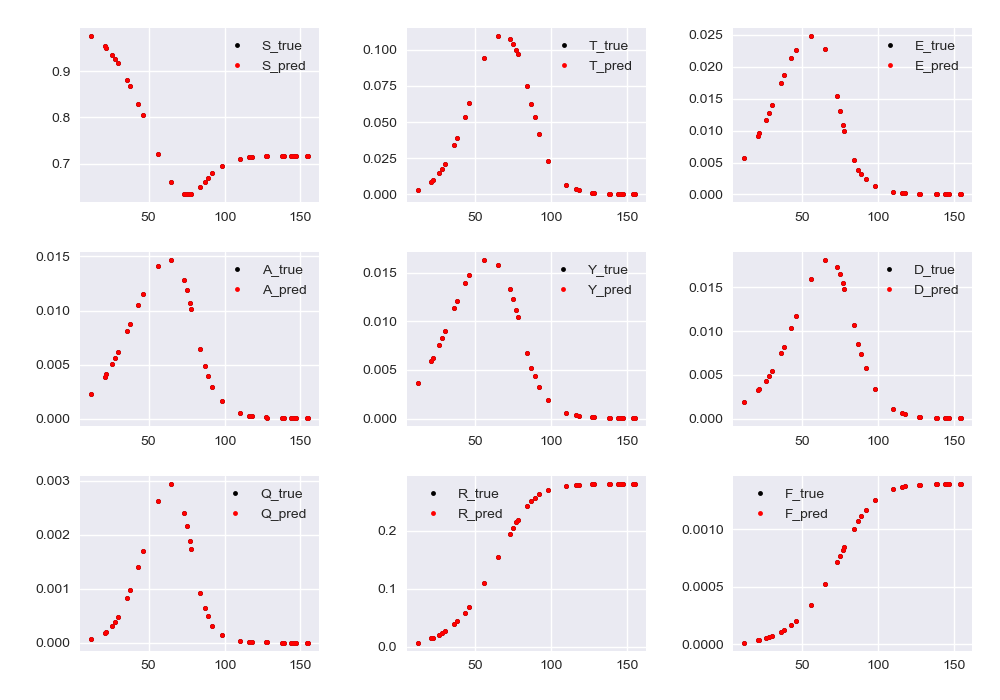 0.9
0.8
0.7
50 100 150
S_true
S_pred
0.100
0.075
0.050
0.025
0.000
50 100 150
T_true
T_pred
0.025
0.020
0.015
0.010
0.005
0.000
50 100 150
E_true
E_pred
0.015
0.010
0.005
0.000
50 100 150
A_true
A_pred
0.015
0.010
0.005
0.000
50 100 150
Y_true
Y_pred
0.015
0.010
0.005
0.000
50 100 150
D_true
D_pred
0.003
0.002
0.001
0.000
50 100 150
Q_true
Q_pred
0.2
0.1
0.0
50 100 150
R_true
R_pred
0.0010
0.0005
0.0000
50 100 150
F_true
F_pred